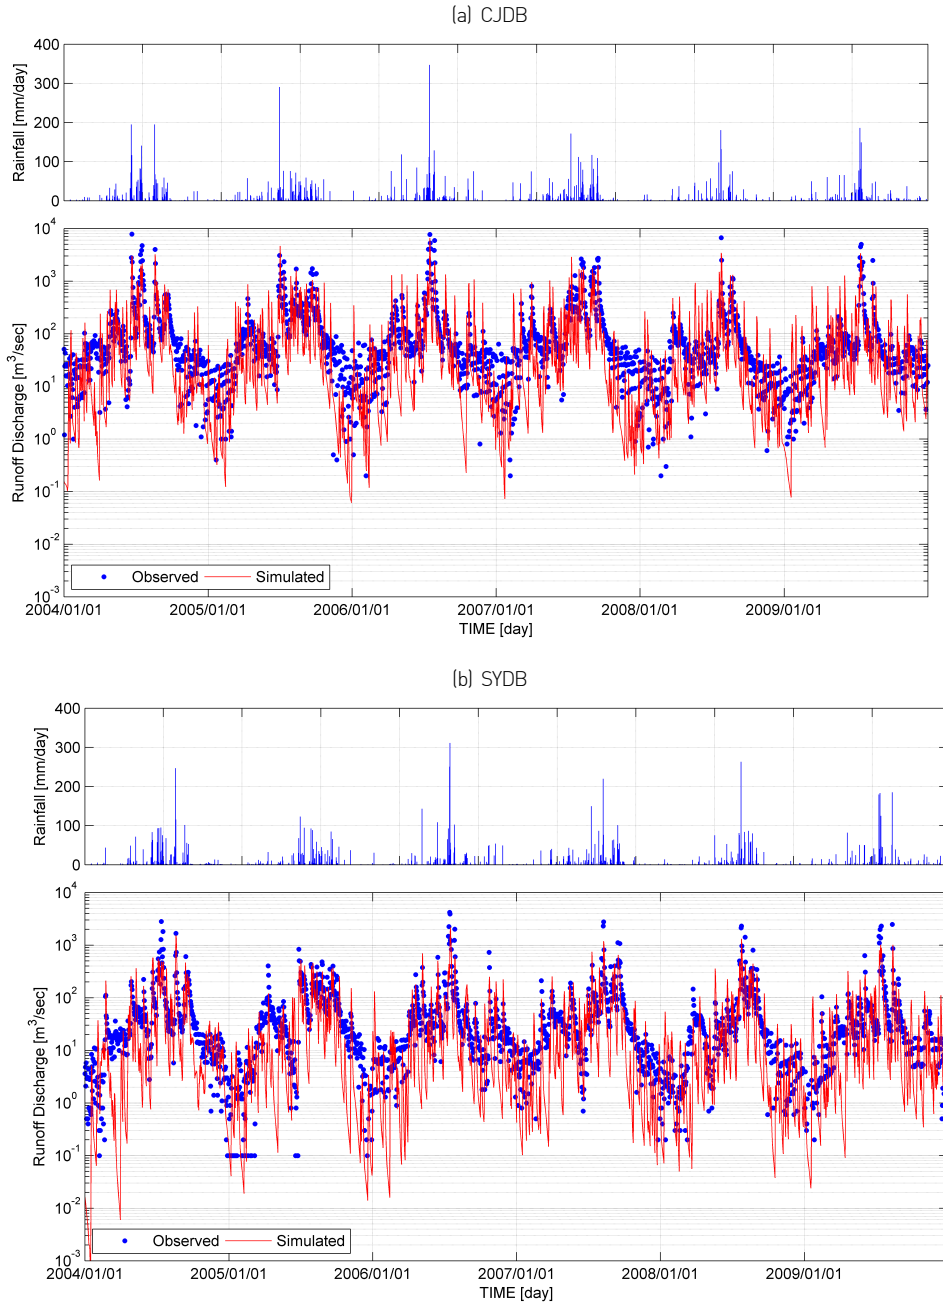 (a) CJDB
400
300
200
100
0
Rainfall [mm/day]
10^4
10^3
10^2
10^1
10^0
10^-1
10^-2
10^-3
Runoff Discharge [m^3/sec]
Observed Simulated
2004/01/01 2005/01/01 2006/01/01 2007/01/01 2008/01/01 2009/01/01
TIME [day]
(b) SYDB
400
300
200
100
0
Rainfall [mm/day]
10^4
10^3
10^2
10^1
10^0
10^-1
10^-2
10^-3
Runoff Discharge [m^3/sec]
Observed Simulated
2004/01/01 2005/01/01 2006/01/01 2007/01/01 2008/01/01 2009/01/01
TIME [day]